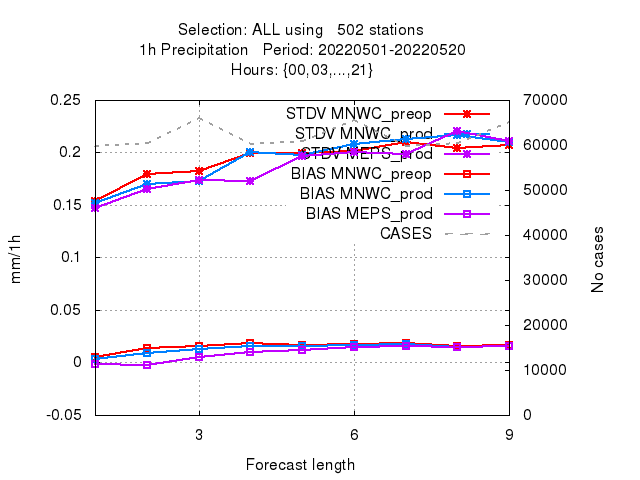 Selection: ALL using 502 stations
1h Precipitation Period: 20220501-20220520
Hours: {00,03,...,21}
0.25
0.2
0.15
0.1
0.05
0
-0.05
mm/1h
STDV MNWC_preop
STDV MNWC_prod
STDV MEPS_prod
BIAS MNWC_preop
BIAS MNWC_prod
BIAS MEPS_prod
CASES
70000
60000
50000
40000
30000
20000
10000
0
No cases
3
6
9
Forecast length